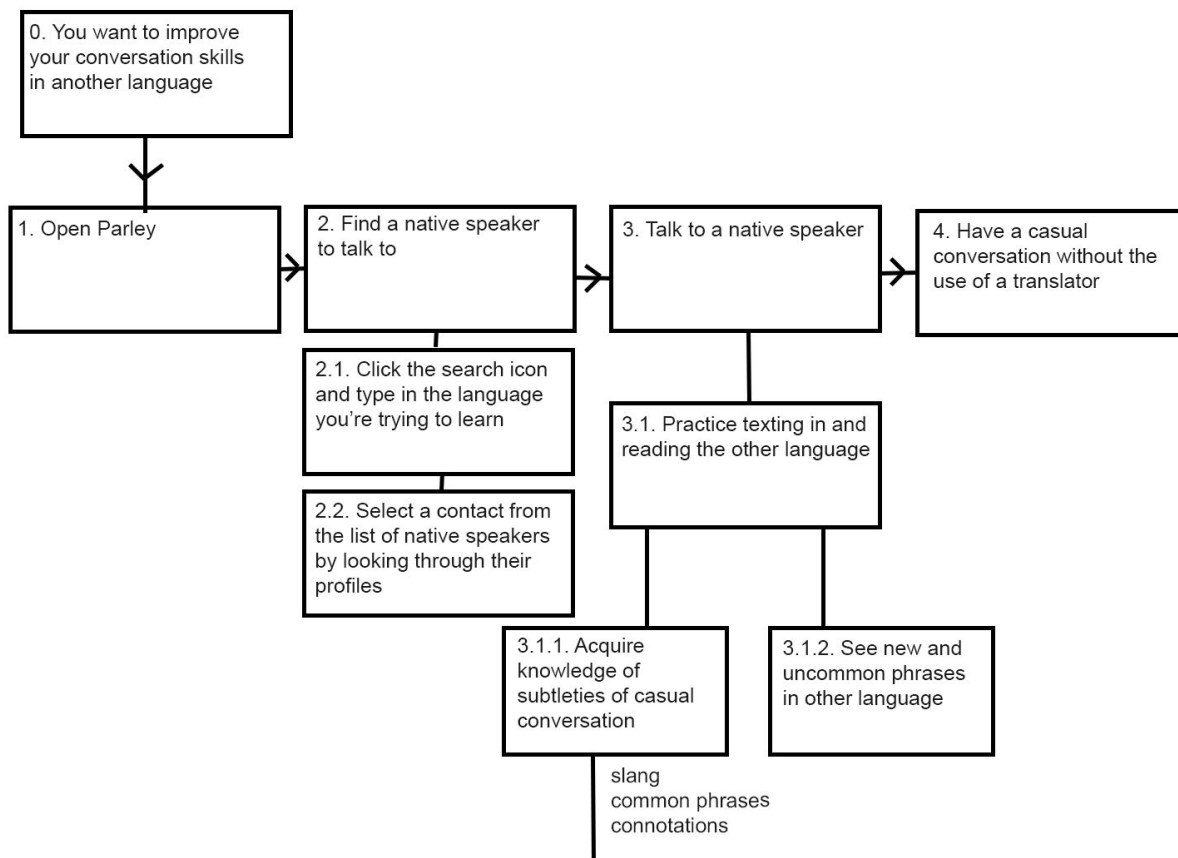 0. You want to improve
your conversation skills
in another language
1. Open Parley
2. Find a native speaker
to talk to
3. Talk to a native speaker
4. Have a casual
conversation without the
use of a translator
2.1. Click the search icon
and type in the language
you’re trying to learn
2.2. Select a contact from
the list of native speakers
by looking through their
profiles
3.1. Practice texting in and
reading the other language
3.1.1. Acquire
knowledge of
subtleties of casual
conversation
3.1.2. See new and
uncommon phrases
in other language
slang
common phrases
connotations